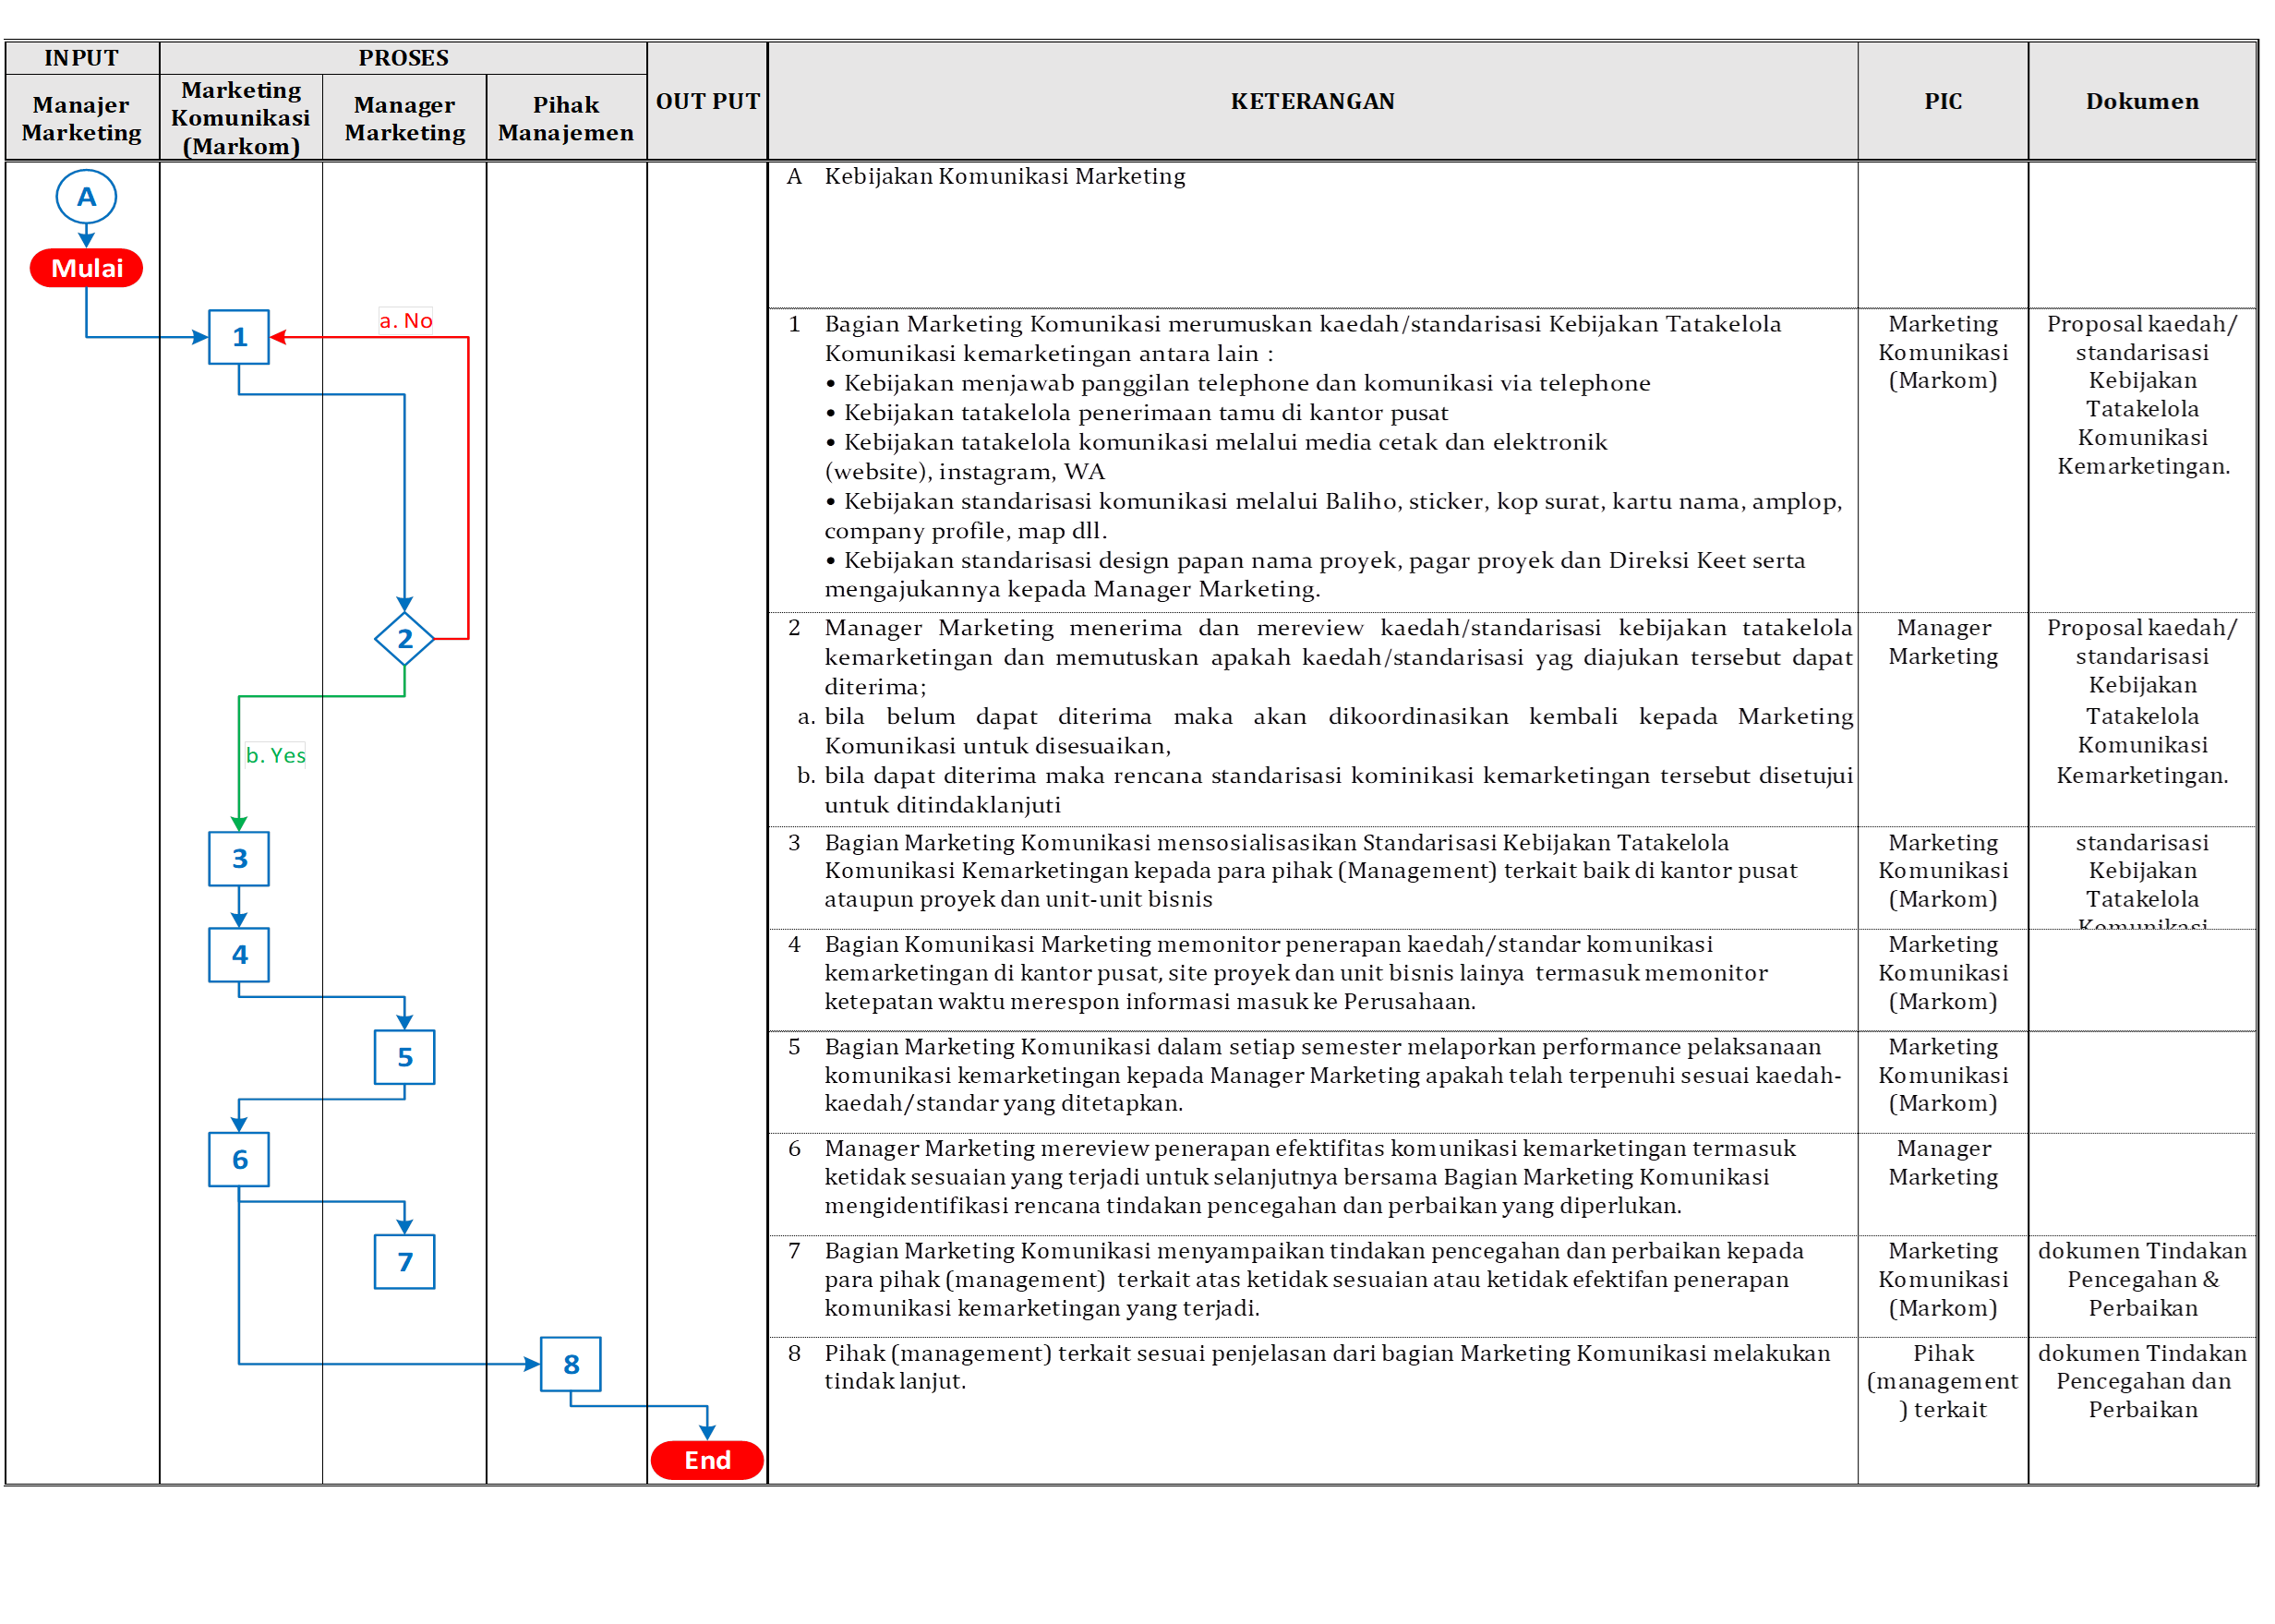 INPUT
PROSES
OUT PUT
KETERANGAN
PIC
Dokumen
Manajer
Marketing
Marketing
Komunikasi
(Markom)
Manager
Marketing
Pihak
Manajemen
A
Mulai
1
a. No
2
b. Yes
3
4
5
6
7
8
End
A Kebijakan Komunikasi Marketing
1 Bagian Marketing Komunikasi merumuskan kaedah/standarisasi Kebijakan Tatakelola
Komunikasi kemarketingan antara lain :
• Kebijakan menjawab panggilan telephone dan komunikasi via telephone
• Kebijakan tatakelola penerimaan tamu di kantor pusat
• Kebijakan tatakelola komunikasi melalui media cetak dan elektronik
(website), instagram, WA
• Kebijakan standarisasi komunikasi melalui Baliho, sticker, kop surat, kartu nama, amplop,
company profile, map dll.
• Kebijakan standarisasi design papan nama proyek, pagar proyek dan Direksi Keet serta
mengajukannya kepada Manager Marketing.
Marketing
Komunikasi
(Markom)
Proposal kaedah/
standarisasi
Kebijakan
Tatakelola
Komunikasi
Kemarketingan.
2 Manager Marketing menerima dan mereview kaedah/standarisasi kebijakan tatakelola
kemarketingan dan memutuskan apakah kaedah/standarisasi yag diajukan tersebut dapat
diterima;
a. bila belum dapat diterima maka akan dikoordinasikan kembali kepada Marketing
Komunikasi untuk disesuaikan,
b. bila dapat diterima maka rencana standarisasi kominikasi kemarketingan tersebut disetujui
untuk ditindaklanjuti
Manager
Marketing
Proposal kaedah/
standarisasi
Kebijakan
Tatakelola
Komunikasi
Kemarketingan.
3 Bagian Marketing Komunikasi mensosialisasikan Standarisasi Kebijakan Tatakelola
Komunikasi Kemarketingan kepada para pihak (Management) terkait baik di kantor pusat
ataupun proyek dan unit-unit bisnis
Marketing
Komunikasi
(Markom)
standarisasi
Kebijakan
Tatakelola
Komunikasi
4 Bagian Komunikasi Marketing memonitor penerapan kaedah/standar komunikasi
kemarketingan di kantor pusat, site proyek dan unit bisnis lainya termasuk memonitor
ketepatan waktu merespon informasi masuk ke Perusahaan.
Marketing
Komunikasi
(Markom)
5 Bagian Marketing Komunikasi dalam setiap semester melaporkan performance pelaksanaan
komunikasi kemarketingan kepada Manager Marketing apakah telah terpenuhi sesuai kaedah-
kaedah/standar yang ditetapkan.
Marketing
Komunikasi
(Markom)
6 Manager Marketing mereview penerapan efektifitas komunikasi kemarketingan termasuk
ketidak sesuaian yang terjadi untuk selanjutnya bersama Bagian Marketing Komunikasi
mengidentifikasi rencana tindakan pencegahan dan perbaikan yang diperlukan.
Manager
Marketing
7 Bagian Marketing Komunikasi menyampaikan tindakan pencegahan dan perbaikan kepada
para pihak (management) terkait atas ketidak sesuaian atau ketidak efektifan penerapan
komunikasi kemarketingan yang terjadi.
Marketing
Komunikasi
(Markom)
dokumen Tindakan
Pencegahan &
Perbaikan
8 Pihak (management) terkait sesuai penjelasan dari bagian Marketing Komunikasi melakukan
tindak lanjut.
Pihak
(management
) terkait
dokumen Tindakan
Pencegahan dan
Perbaikan